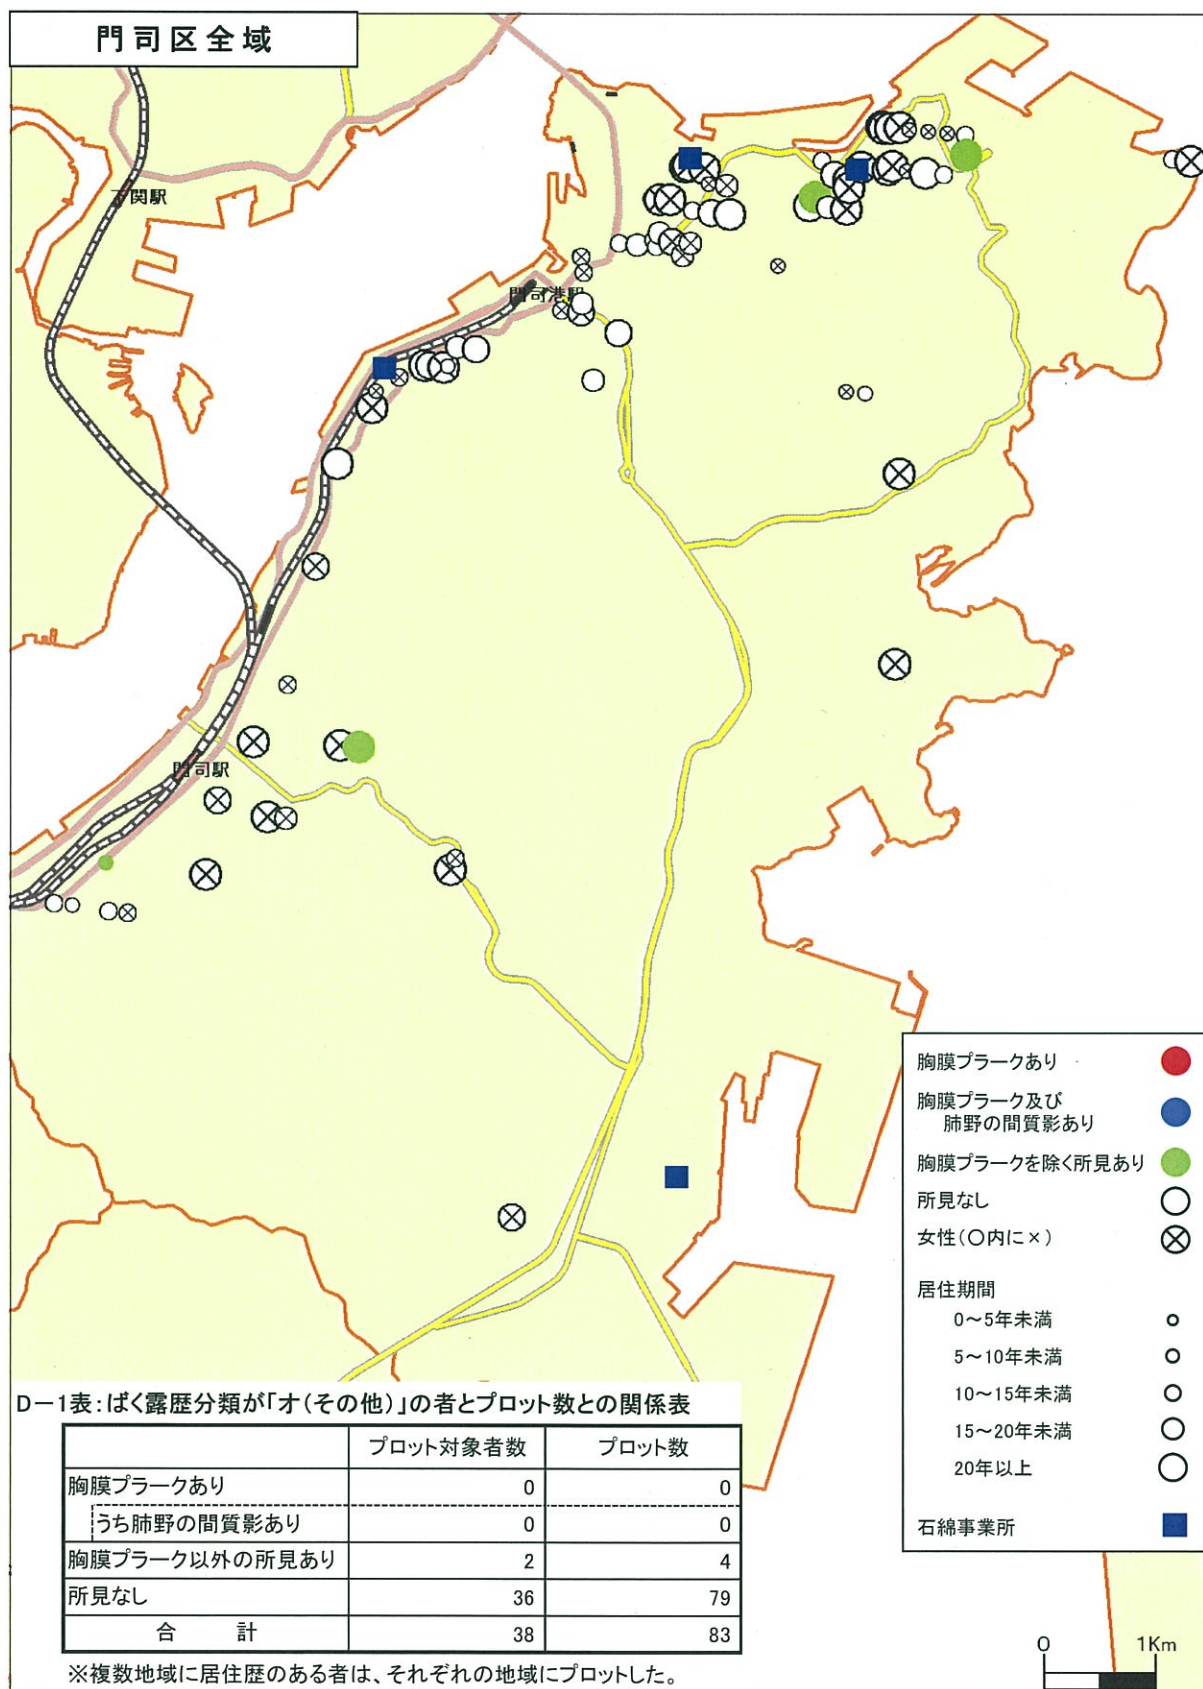 門司区全域
下関駅
門司港駅
門司駅
胸膜プラークあり
胸膜プラーク及び
肺野の間質影あり
胸膜プラークを除く所見あり
所見なし
女性(○内に×)
居住期間
0～5年未満
5～10年未満
10～15年未満
15～20年未満
20年以上
石綿事業所
D－1表:ばく露歴分類が「オ(その他)」の者とプロット数との関係表
プロット対象者数 プロット数
胸膜プラークあり 0 0
うち肺野の間質影あり 0 0
胸膜プラーク以外の所見あり 2 4
所見なし 36 79
合 計 38 83
※複数地域に居住歴のある者は、それぞれの地域にプロットした。
0 1Km